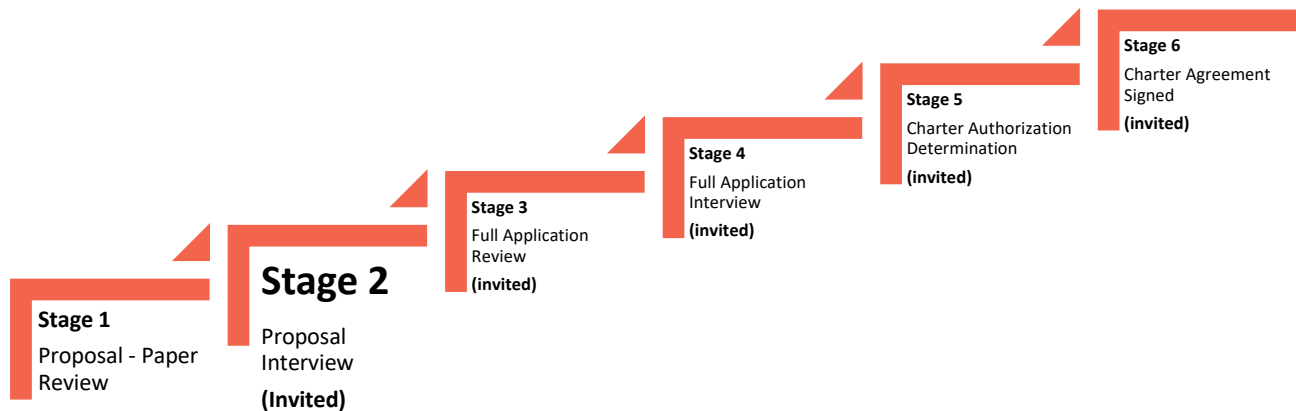 Stage 1
Proposal - Paper
Review
Stage 2
Proposal
Interview
(Invited)
Stage 3
Full Application
Review
(invited)
Stage 4
Full Application
Interview
(invited)
Stage 5
Charter Authorization
Determination
(invited)
Stage 6
Charter Agreement
Signed
(invited)